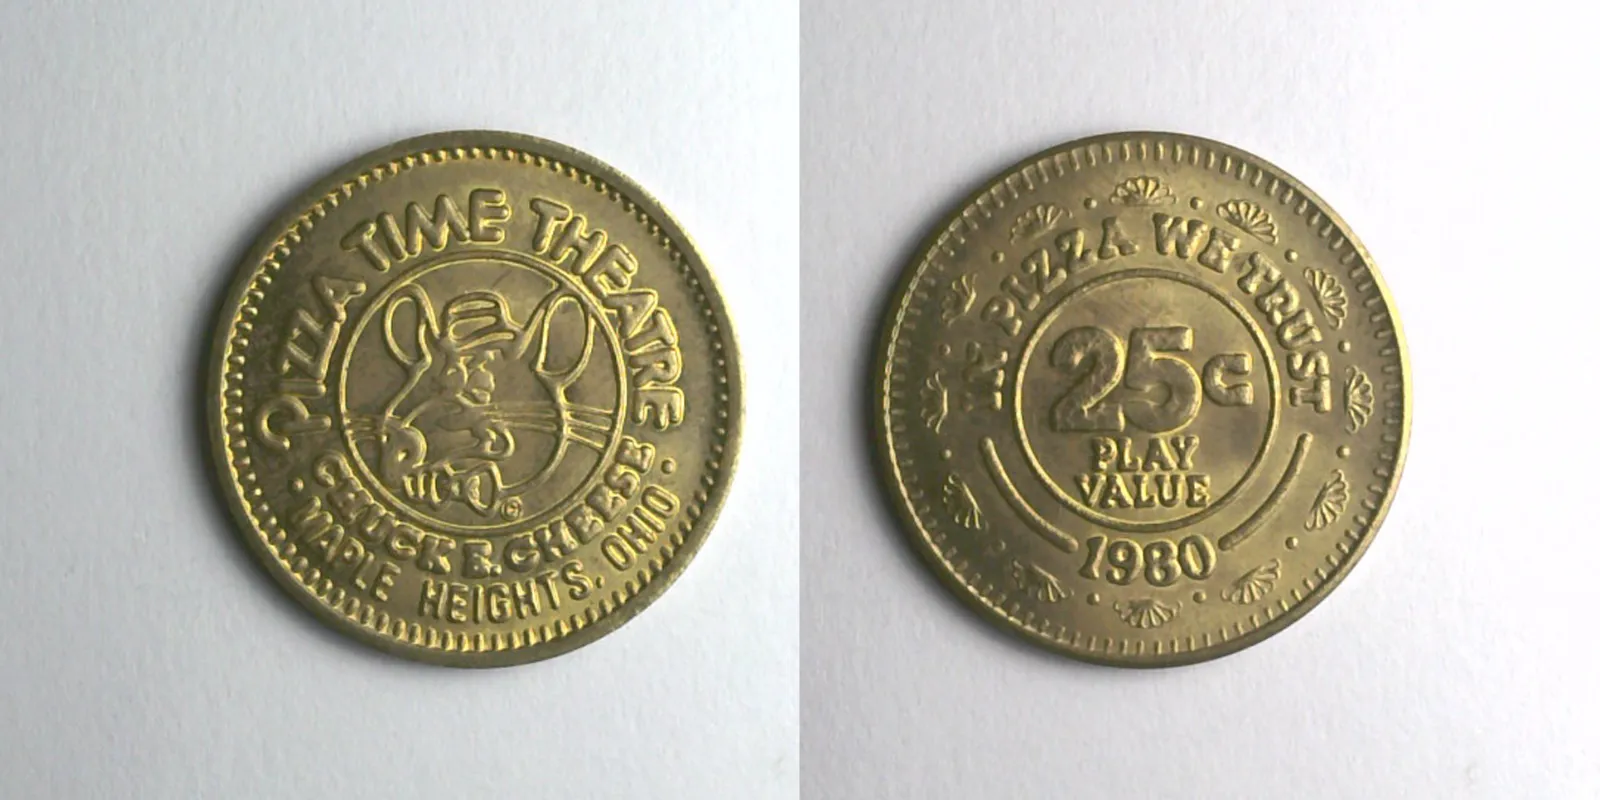 PIZZA TIME THEATRE
CHUCK E. CHEESE
• MAPLE HEIGHTS, OHIO •
©
IN PIZZA WE TRUST
25¢
PLAY
VALUE
1980